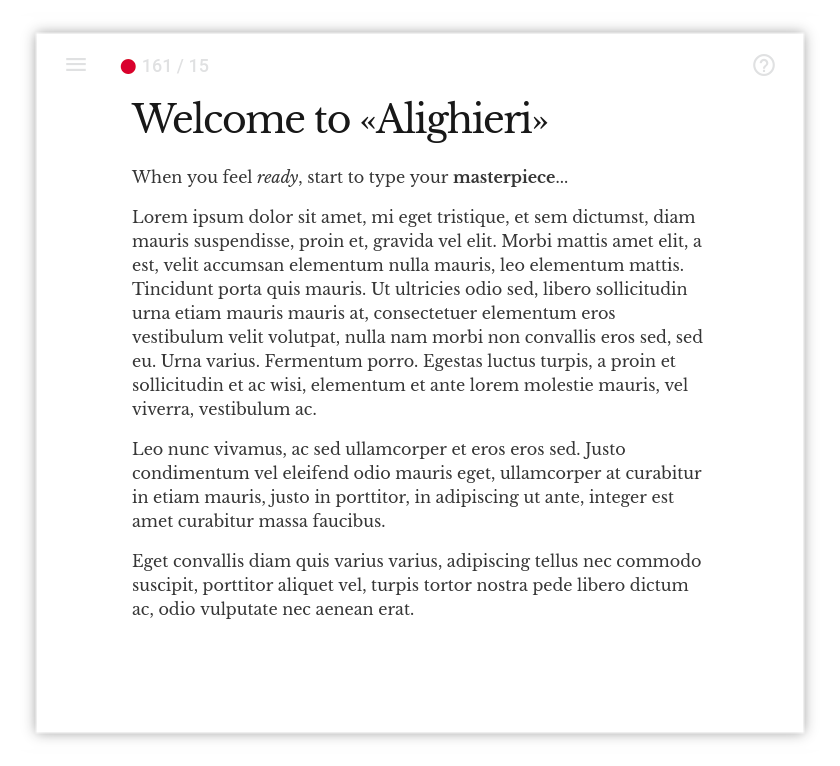 161 / 15
Welcome to «Alighieri»
When you feel ready, start to type your masterpiece...
Lorem ipsum dolor sit amet, mi eget tristique, et sem dictumst, diam
mauris suspendisse, proin et, gravida vel elit. Morbi mattis amet elit, a
est, velit accumsan elementum nulla mauris, leo elementum mattis.
Tincidunt porta quis mauris. Ut ultricies odio sed, libero sollicitudin
urna etiam mauris mauris at, consectetuer elementum eros
vestibulum velit volutpat, nulla nam morbi non convallis eros sed, sed
eu. Urna varius. Fermentum porro. Egestas luctus turpis, a proin et
sollicitudin et ac wisi, elementum et ante lorem molestie mauris, vel
viverra, vestibulum ac.
Leo nunc vivamus, ac sed ullamcorper et eros eros sed. Justo
condimentum vel eleifend odio mauris eget, ullamcorper at curabitur
in etiam mauris, justo in porttitor, in adipiscing ut ante, integer est
amet curabitur massa faucibus.
Eget convallis diam quis varius varius, adipiscing tellus nec commodo
suscipit, porttitor aliquet vel, turpis tortor nostra pede libero dictum
ac, odio vulputate nec aenean erat.